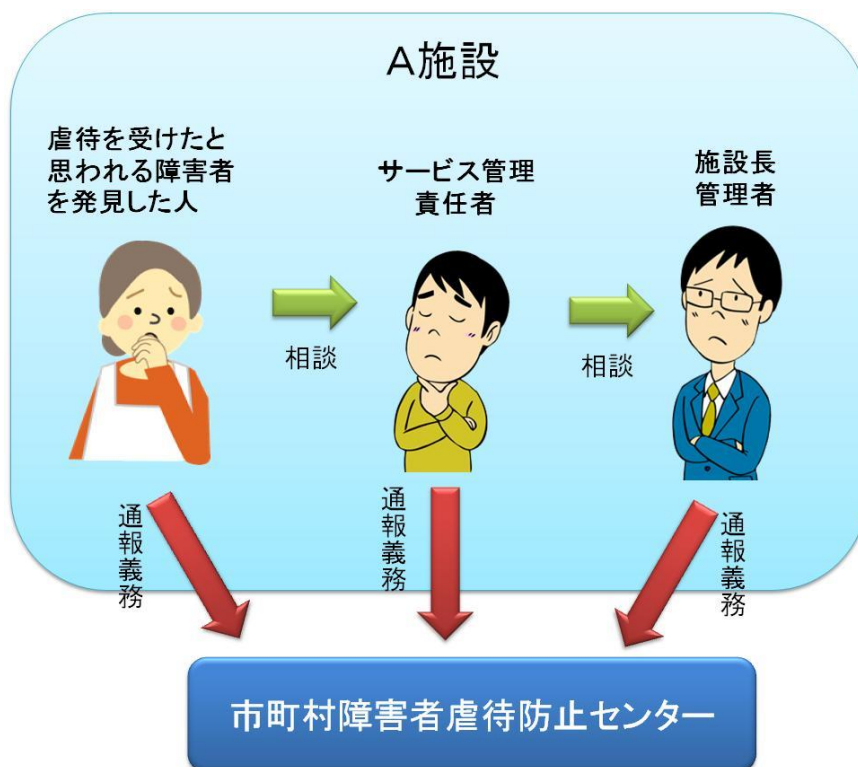 A施設
虐待を受けたと
思われる障害者
を発見した人
サービス管理
責任者
施設長
管理者
相談
相談
通報義務
通報義務
通報義務
市町村障害者虐待防止センター